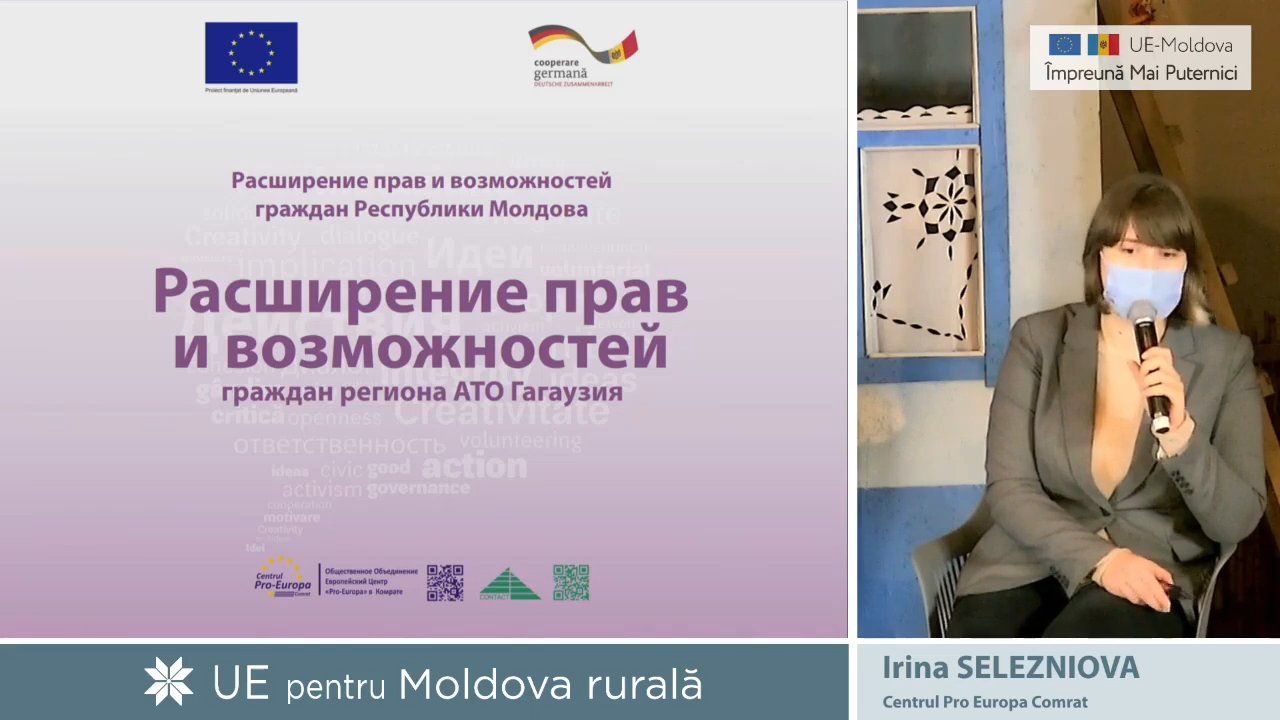 Proiect finanțat de Uniunea Europeană
cooperare
germană
DEUTSCHE ZUSAMMENARBEIT
UE-Moldova
Împreună Mai Puternici
Расширение прав и возможностей
граждан Республики Молдова
Creativity dialogue
implication Идеи
voluntariat
Расширение прав
и возможностей
граждан региона АТО Гагаузия
critica openness Creativitate
ответственность volunteering
ideas civic good action
activism governance
cooperation
motivare
Creativity
Idei
Centrul
Pro-Europa
Comrat
Общественное Объединение
Европейский Центр
«Pro-Europa» в Комрате
CONTACT
UE pentru Moldova rurală
Irina SELEZNIOVA
Centrul Pro Europa Comrat